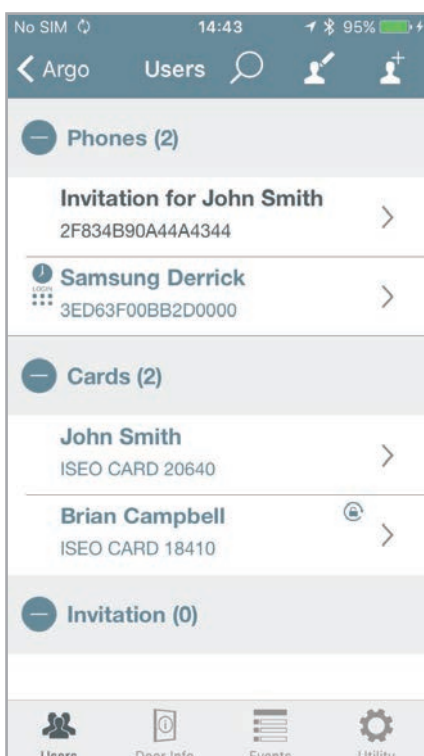 No SIM 14:43 95%
Argo Users
Phones (2)
Invitation for John Smith
2F834B90A44A4344
Samsung Derrick
LOGIN
3ED63F00BB2D0000
Cards (2)
John Smith
ISEO CARD 20640
Brian Campbell
ISEO CARD 18410
Invitation (0)
Users Door Info Events Utility